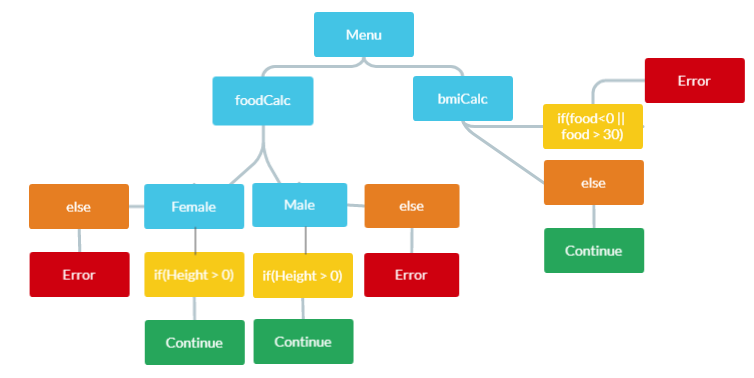 Menu
foodCalc
bmiCalc
Error
if(food<0 ||
food > 30)
else
Continue
else
Female
Male
else
Error
if(Height > 0)
if(Height > 0)
Error
Continue
Continue